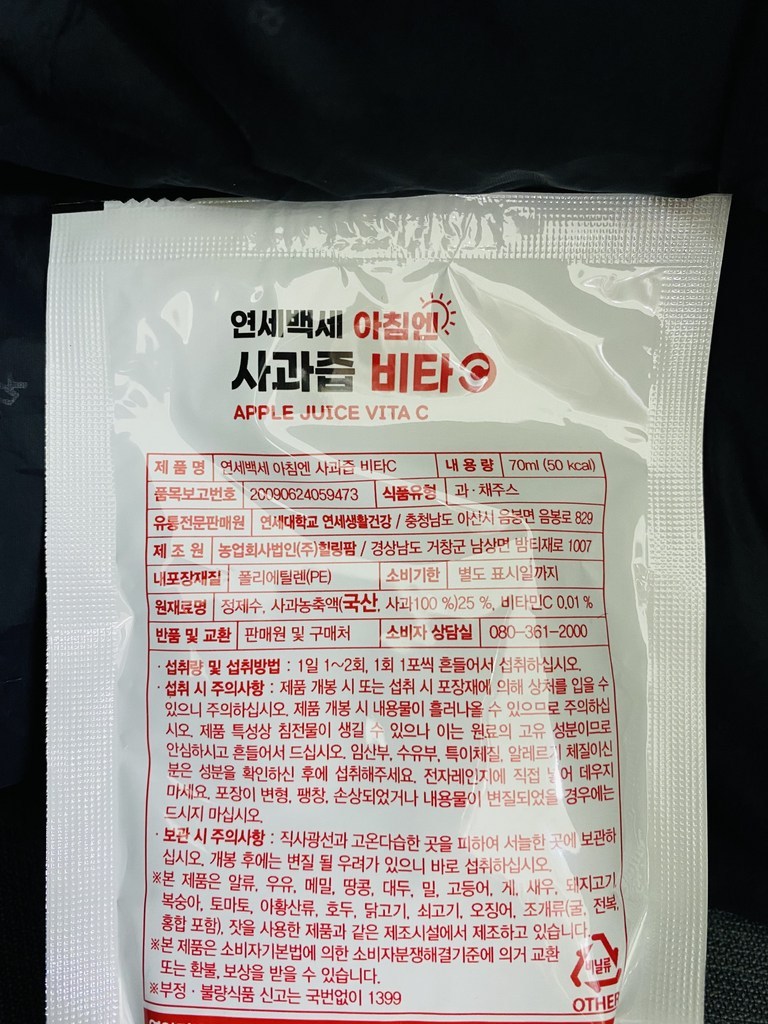 연세백세 아침엔
사과즙 비타C
APPLE JUICE VITA C
제 품 명 연세백세 아침엔 사과즙 비타C 내 용 량 70ml (50 kcal)
품목보고번호 20090624059473 식품유형 과·채주스
유통전문판매원 연세대학교 연세생활건강 / 충청남도 아산시 음봉면 음봉로 829
제 조 원 농업회사법인(주)힐링팜 / 경상남도 거창군 남상면 밤티재로 1007
내포장재질 폴리에틸렌(PE) 소비기한 별도 표시일까지
원재료명 정제수, 사과농축액(국산, 사과100 %)25 %, 비타민C 0.01 %
반품 및 교환 판매원 및 구매처 소비자 상담실 080-361-2000
· 섭취량 및 섭취방법 : 1일 1~2회, 1회 1포씩 흔들어서 섭취하십시오.
· 섭취 시 주의사항 : 제품 개봉 시 또는 섭취 시 포장재에 의해 상처를 입을 수
있으니 주의하십시오. 제품 개봉 시 내용물이 흘러나올 수 있으므로 주의하십
시오. 제품 특성상 침전물이 생길 수 있으나 이는 원료의 고유 성분이므로
안심하시고 흔들어서 드십시오. 임산부, 수유부, 특이체질, 알레르기 체질이신
분은 성분을 확인하신 후에 섭취해주세요. 전자레인지에 직접 넣어 데우지
마세요. 포장이 변형, 팽창, 손상되었거나 내용물이 변질되었을 경우에는
드시지 마십시오.
· 보관 시 주의사항 : 직사광선과 고온다습한 곳을 피하여 서늘한 곳에 보관하
십시오. 개봉 후에는 변질 될 우려가 있으니 바로 섭취하십시오.
※본 제품은 알류, 우유, 메밀, 땅콩, 대두, 밀, 고등어, 게, 새우, 돼지고기,
복숭아, 토마토, 아황산류, 호두, 닭고기, 쇠고기, 오징어, 조개류(굴, 전복,
홍합 포함), 잣을 사용한 제품과 같은 제조시설에서 제조하고 있습니다.
※본 제품은 소비자기본법에 의한 소비자분쟁해결기준에 의거 교환
또는 환불, 보상을 받을 수 있습니다.
※부정·불량식품 신고는 국번없이 1399
비닐류
OTHER